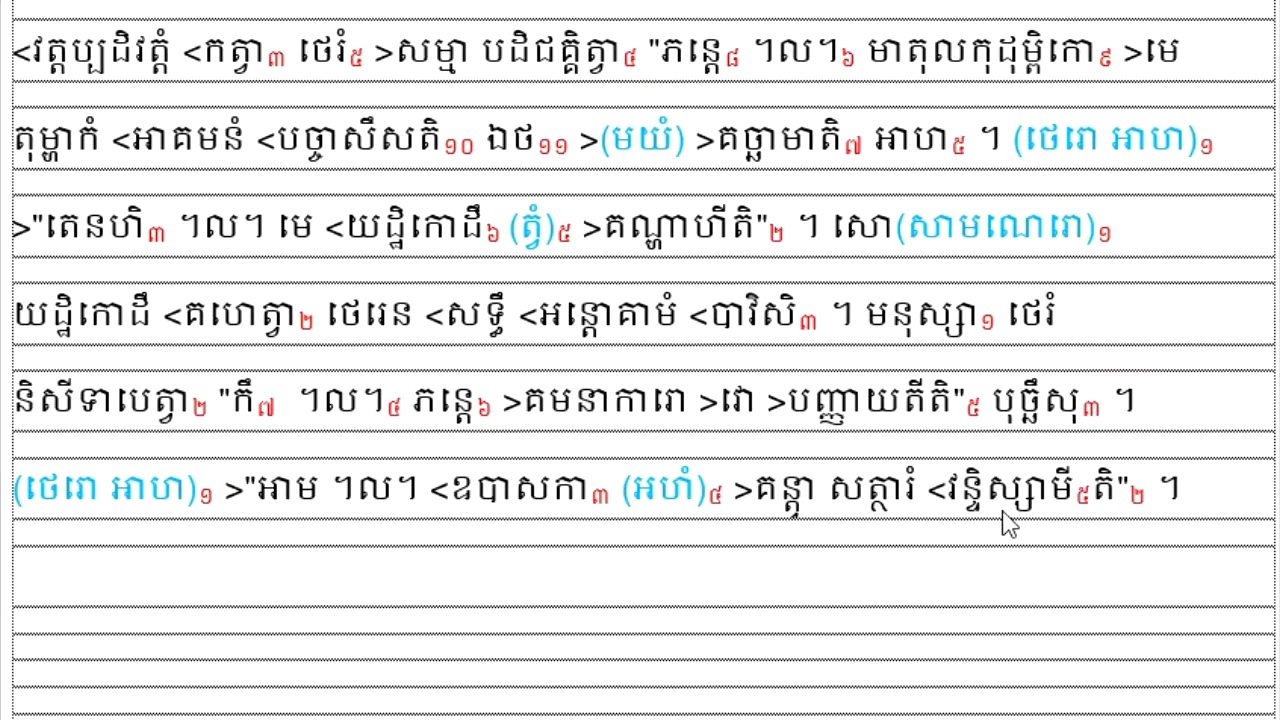 <វត្តប្បដិវត្តំ <កត្វា៣ ថេរំ៥ >សម្មា បដិជគ្គិត្វា៤ "ភន្តេ៨ ។ល។៦ មាតុលកុដុម្ពិកោ៩ >មេ
តុម្ហាកំ <អាគមនំ <បច្ចាសឹសតិ១០ ឯថ១១ >(មយំ) >គច្ឆាមាតិ៧ អាហ៥ ។ (ថេរោ អាហ)១
>"តេនហិ៣ ។ល។ មេ <យដ្ឋិកោដឹ៦ (ត្វំ)៥ >គណ្ហាហីតិ"២ ។ សោ(សាមណេរោ)១
យដ្ឋិកោដឹ <គហេត្វា២ ថេរេន <សទ្ធឹ <អន្តោគាមំ <បាវិសិ៣ ។ មនុស្សា១ ថេរំ
និសីទាបេត្វា២ "កឹ៧ ។ល។៤ ភន្តេ៦ >គមនាការោ >វោ >បញ្ញាយតីតិ"៥ បុច្ឆឹសុ៣ ។
(ថេរោ អាហ)១ >"អាម ។ល។ <ឧបាសកា៣ (អហំ)៤ >គន្ត្វា សត្ថារំ <វន្ទិស្សាមី៥តិ"២ ។